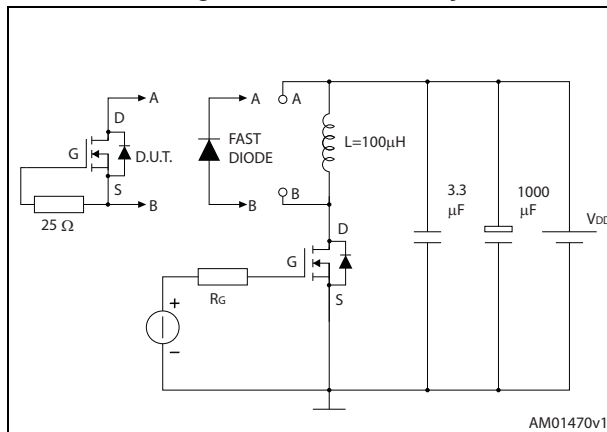 A
D
G
D.U.T.
S
B
25 Ω
A
FAST
DIODE
B
A
L=100μH
B
D
G
S
RG
+
–
3.3
μF
1000
μF
VDD
AM01470v1